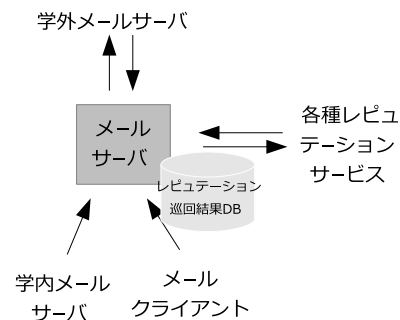 学外メールサーバ
メール
サーバ
各種レピュ
テーション
サービス
レピュテーション
巡回結果DB
学内メール
サーバ
メール
クライアント